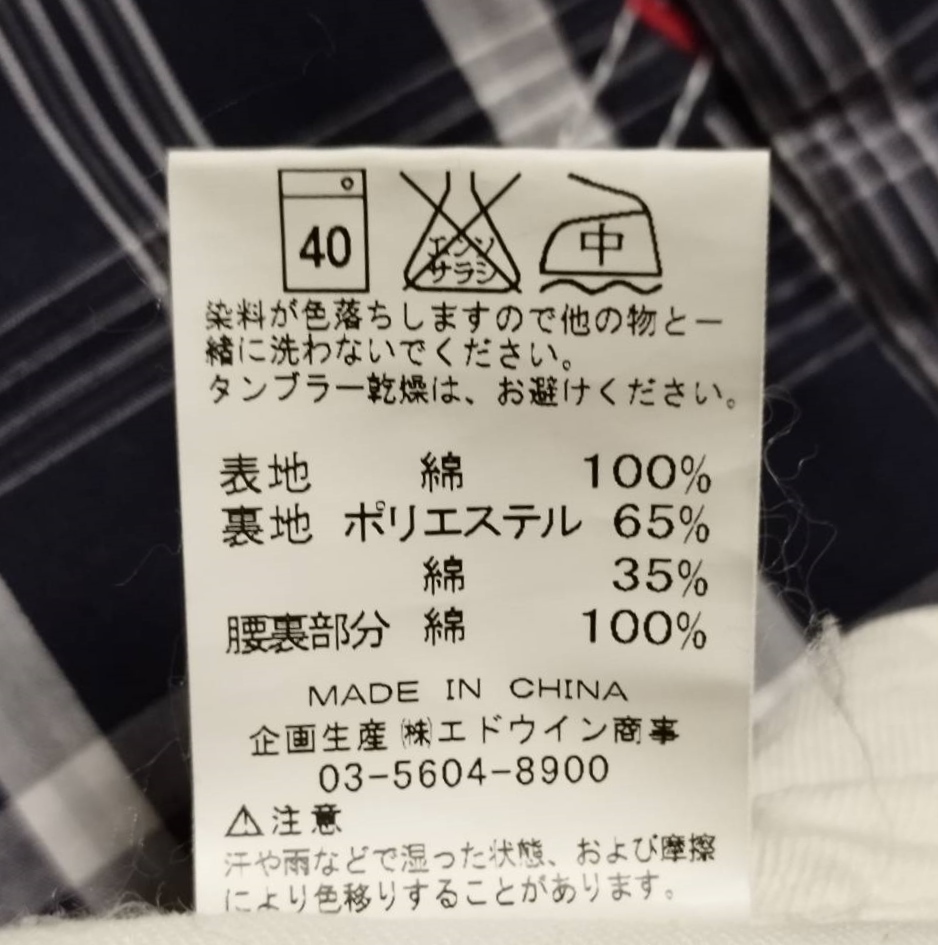 40
エンソ
サラシ
中
染料が色落ちしますので他の物と一
緒に洗わないでください。
タンブラー乾燥は、お避けください。
表地 綿 100%
裏地 ポリエステル 65%
綿 35%
腰裏部分 綿 100%
MADE IN CHINA
企画生産 ㈱エドウイン商事
03-5604-8900
⚠注意
汗や雨などで湿った状態、および摩擦
により色移りすることがあります。